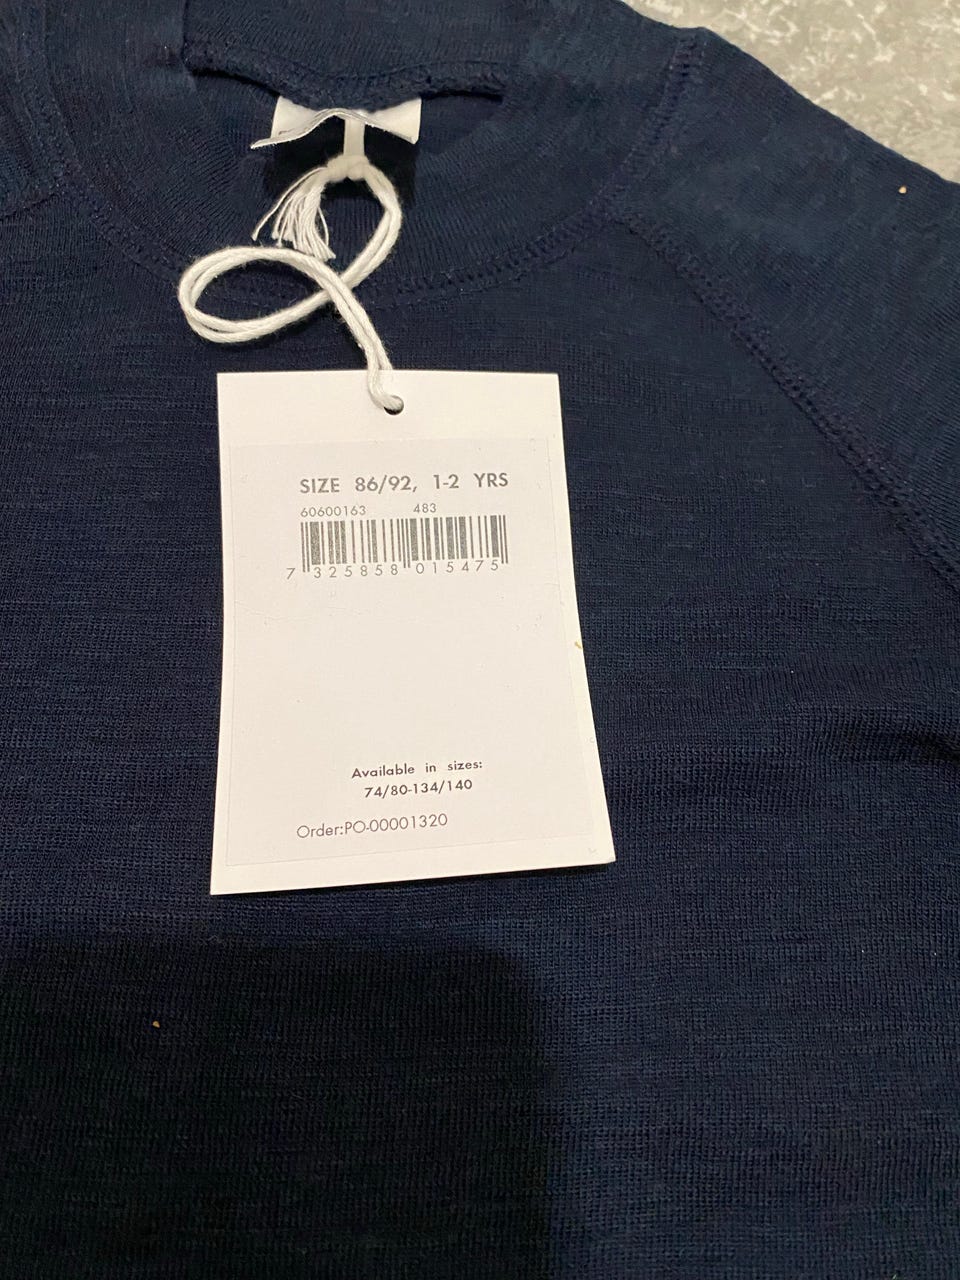 SIZE 86/92, 1-2 YRS
60600163 483
7 325858 015475
Available in sizes:
74/80-134/140
Order:PO-00001320